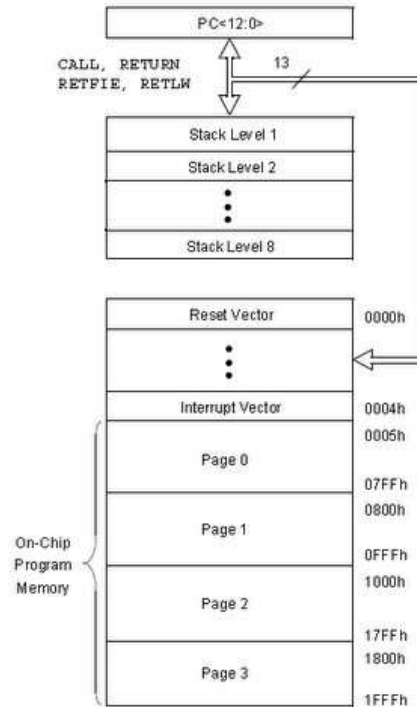 PC<12:0>
CALL, RETURN
RETFIE, RETLW
13
Stack Level 1
Stack Level 2
Stack Level 8
Reset Vector
0000h
Interrupt Vector
0004h
0005h
Page 0
07FFh
0800h
Page 1
0FFFh
On-Chip
Program
Memory
1000h
Page 2
17FFh
1800h
Page 3
1FFFh